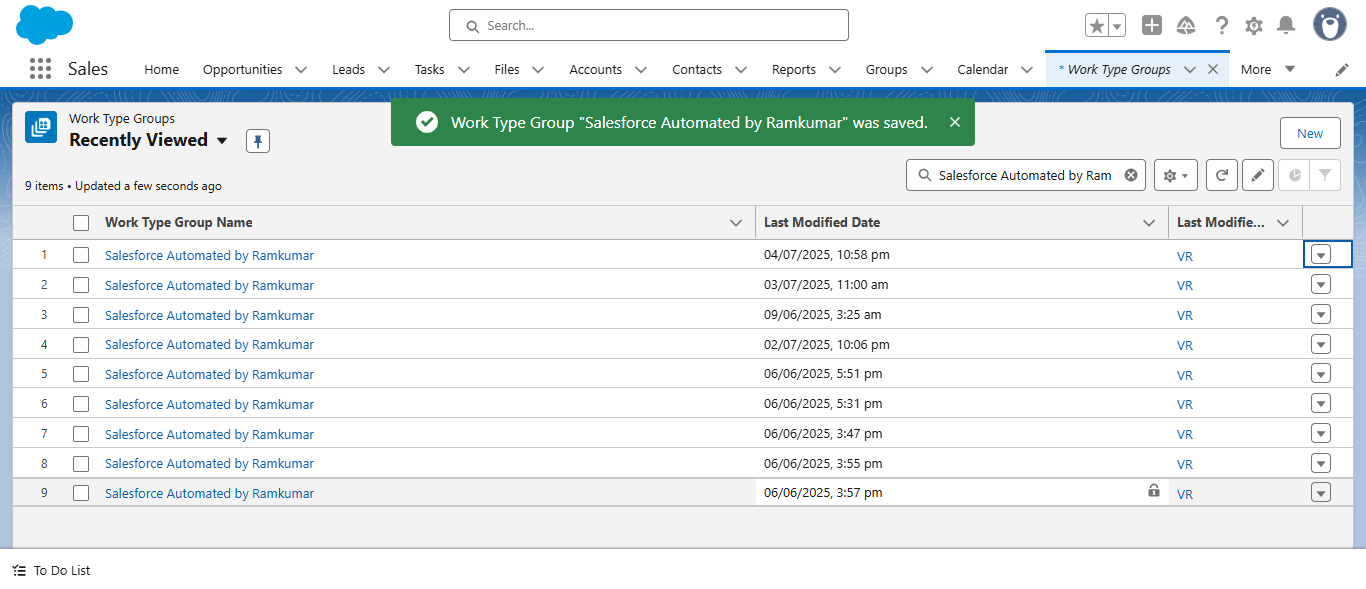 Search...
Sales
Home
Opportunities
Leads
Tasks
Files
Accounts
Contacts
Reports
Groups
Calendar
* Work Type Groups
More
Work Type Groups
Recently Viewed
Work Type Group "Salesforce Automated by Ramkumar" was saved.
New
9 items • Updated a few seconds ago
Salesforce Automated by Ram
Work Type Group Name Last Modified Date Last Modifie...
1 Salesforce Automated by Ramkumar 04/07/2025, 10:58 pm VR
2 Salesforce Automated by Ramkumar 03/07/2025, 11:00 am VR
3 Salesforce Automated by Ramkumar 09/06/2025, 3:25 am VR
4 Salesforce Automated by Ramkumar 02/07/2025, 10:06 pm VR
5 Salesforce Automated by Ramkumar 06/06/2025, 5:51 pm VR
6 Salesforce Automated by Ramkumar 06/06/2025, 5:31 pm VR
7 Salesforce Automated by Ramkumar 06/06/2025, 3:47 pm VR
8 Salesforce Automated by Ramkumar 06/06/2025, 3:55 pm VR
9 Salesforce Automated by Ramkumar 06/06/2025, 3:57 pm VR
To Do List